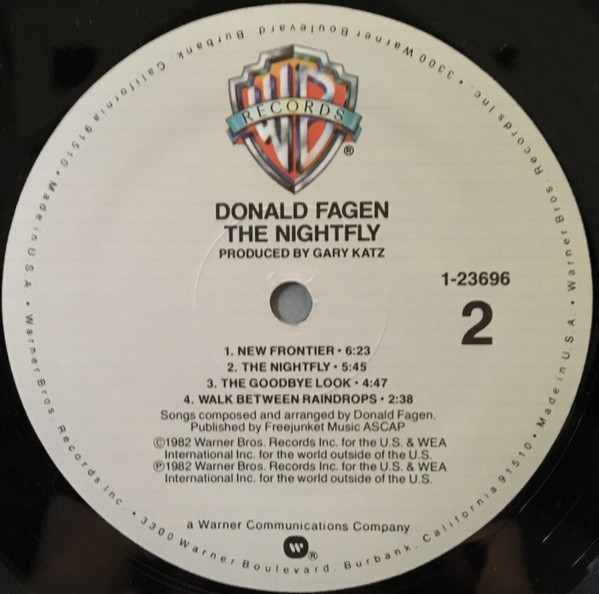 WB
RECORDS
®
DONALD FAGEN
THE NIGHTFLY
PRODUCED BY GARY KATZ
1-23696
2
1. NEW FRONTIER • 6:23
2. THE NIGHTFLY • 5:45
3. THE GOODBYE LOOK • 4:47
4. WALK BETWEEN RAINDROPS • 2:38
Songs composed and arranged by Donald Fagen.
Published by Freejunket Music ASCAP
©1982 Warner Bros. Records Inc. for the U.S. & WEA
International Inc. for the world outside of the U.S.
℗1982 Warner Bros. Records Inc. for the U.S. & WEA
International Inc. for the world outside of the U.S.
a Warner Communications Company
W®
Warner Bros. Records Inc. • 3300 Warner Boulevard, Burbank, California 91510 • Made in U.S.A. • Warner Bros. Records Inc. • 3300 Warner Boulevard, Burbank, California 91510 • Made in U.S.A. •